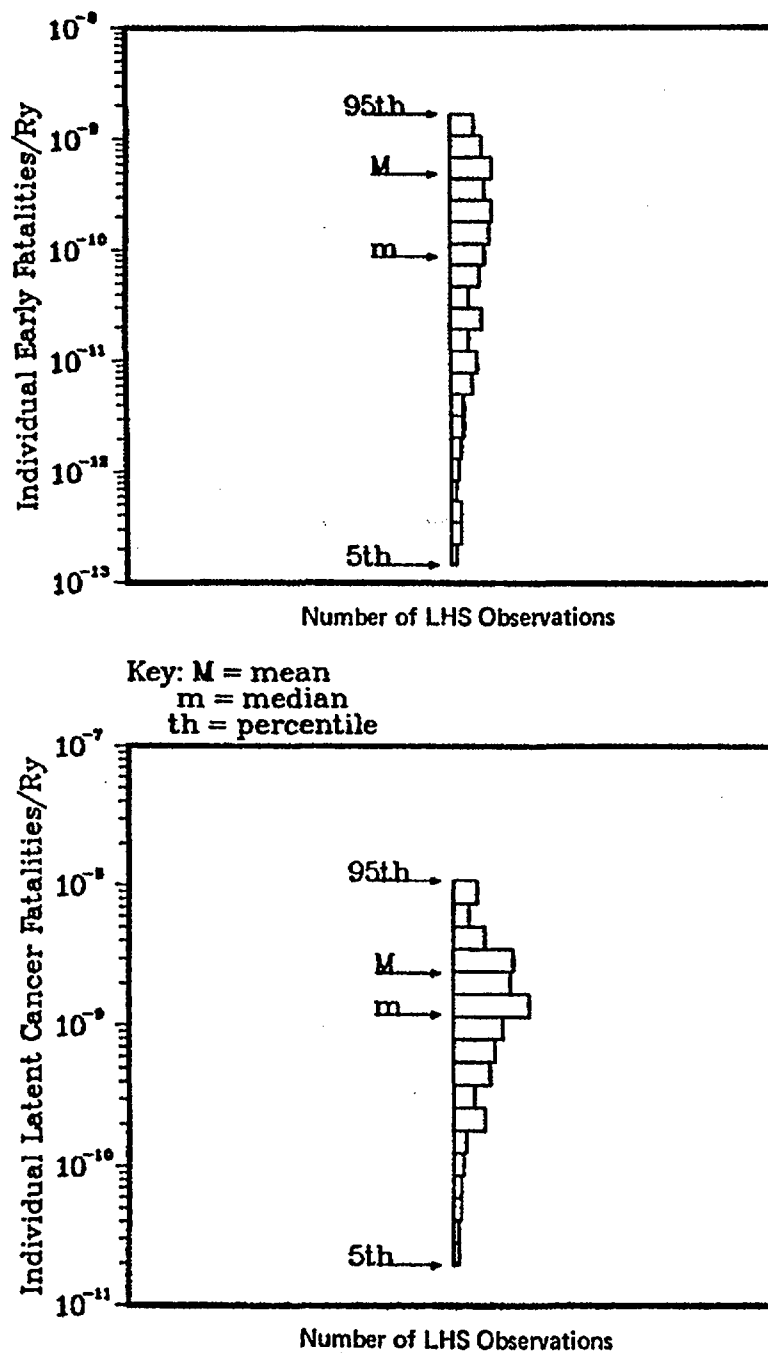 Individual Early Fatalities/Ry
10⁻⁸
10⁻⁹
10⁻¹⁰
10⁻¹¹
10⁻¹²
10⁻¹³
95th
M
m
5th
Number of LHS Observations
Key: M = mean
m = median
th = percentile
Individual Latent Cancer Fatalities/Ry
10⁻⁷
10⁻⁸
10⁻⁹
10⁻¹⁰
10⁻¹¹
95th
M
m
5th
Number of LHS Observations